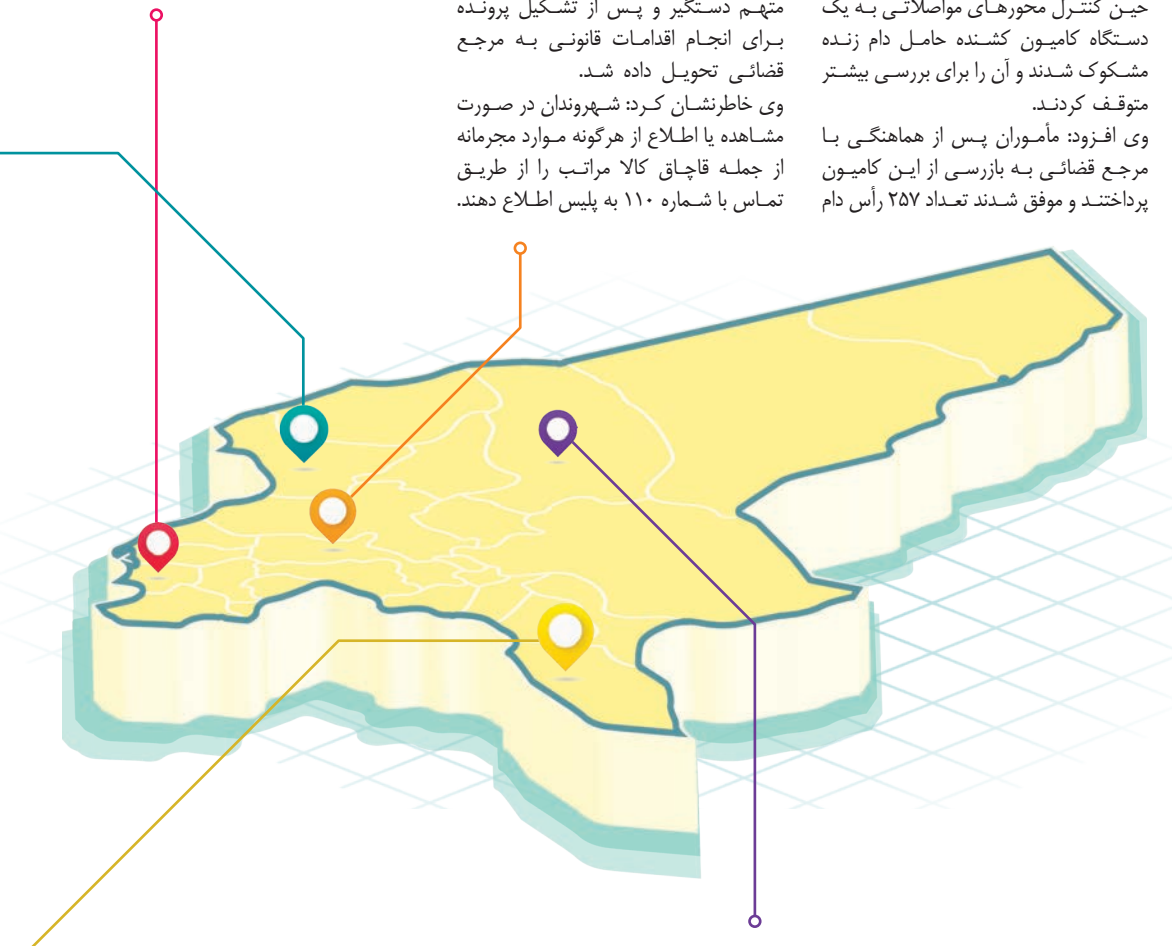 حین کنترل محورهای مواصلاتی به یک
دستگاه کامیون کشنده حامل دام زنده
مشکوک شدند و آن را برای بررسی بیشتر
متوقف کردند.
وی افزود: مأموران پس از هماهنگی با
مرجع قضائی به بازرسی از این کامیون
پرداختند و موفق شدند تعداد ۲۵۷ رأس دام
متهم دستگیر و پس از تشکیل پرونده
برای انجام اقدامات قانونی به مرجع
قضائی تحویل داده شد.
وی خاطرنشان کرد: شهروندان در صورت
مشاهده یا اطلاع از هرگونه موارد مجرمانه
از جمله قاچاق کالا مراتب را از طریق
تماس با شماره ۱۱۰ به پلیس اطلاع دهند.